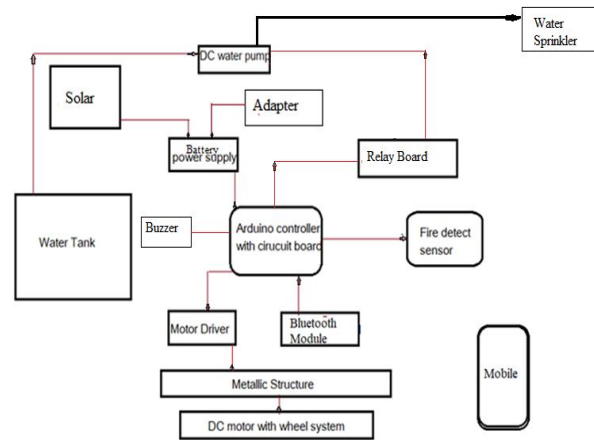 Water
Sprinkler
DC water pump
Solar
Adapter
Battery
power supply
Relay Board
Water Tank
Buzzer
Arduino controller
with cirucuit board
Fire detect
sensor
Motor Driver
Bluetooth
Module
Metallic Structure
Mobile
DC motor with wheel system